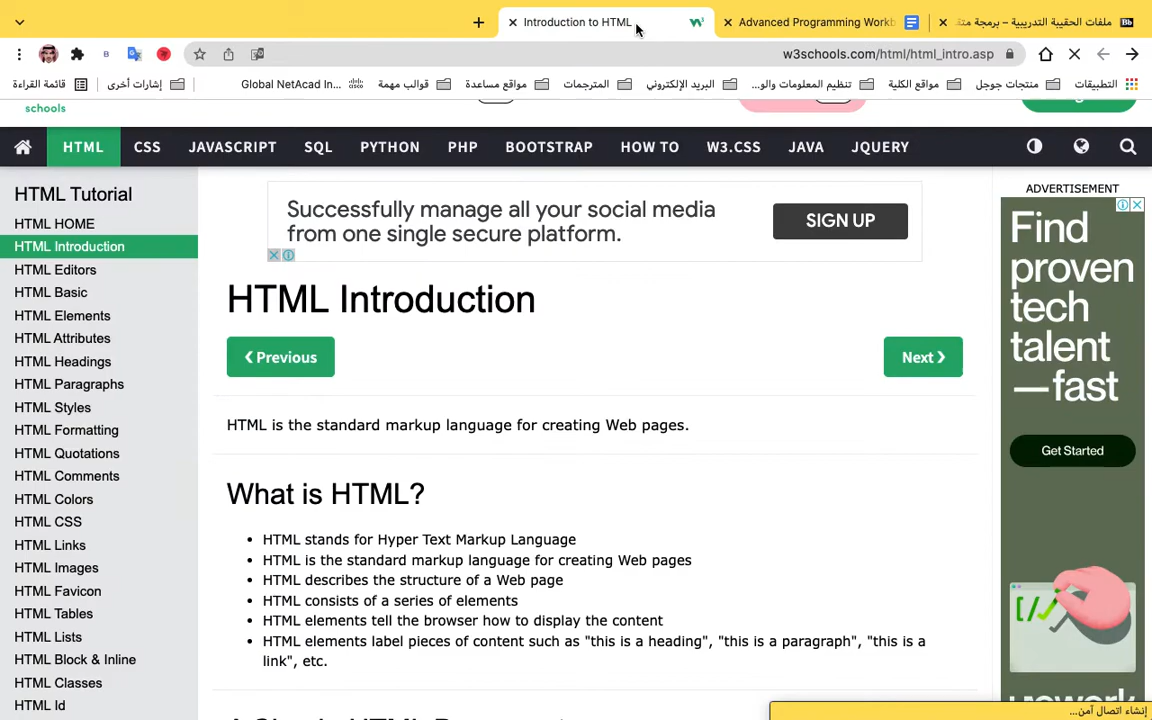 Introduction to HTML
Advanced Programming Workb
ملفات الحقيبة التدريبية – برمجة متق
Bb
w3schools.com/html/html_intro.asp
التطبيقات
منتجات جوجل
مواقع الكلية
تنظيم المعلومات والو...
البريد الإلكتروني
المترجمات
مواقع مساعدة
قوالب مهمة
Global NetAcad In...
إشارات أخرى
قائمة القراءة
schools
HTML
CSS
JAVASCRIPT
SQL
PYTHON
PHP
BOOTSTRAP
HOW TO
W3.CSS
JAVA
JQUERY
HTML Tutorial
HTML HOME
HTML Introduction
HTML Editors
HTML Basic
HTML Elements
HTML Attributes
HTML Headings
HTML Paragraphs
HTML Styles
HTML Formatting
HTML Quotations
HTML Comments
HTML Colors
HTML CSS
HTML Links
HTML Images
HTML Favicon
HTML Tables
HTML Lists
HTML Block & Inline
HTML Classes
HTML Id
Successfully manage all your social media
from one single secure platform.
SIGN UP
HTML Introduction
❮ Previous
Next ❯
HTML is the standard markup language for creating Web pages.
What is HTML?
• HTML stands for Hyper Text Markup Language
• HTML is the standard markup language for creating Web pages
• HTML describes the structure of a Web page
• HTML consists of a series of elements
• HTML elements tell the browser how to display the content
• HTML elements label pieces of content such as "this is a heading", "this is a paragraph", "this is a
link", etc.
ADVERTISEMENT
Find
proven
tech
talent
—fast
Get Started
إنشاء اتصال آمن...